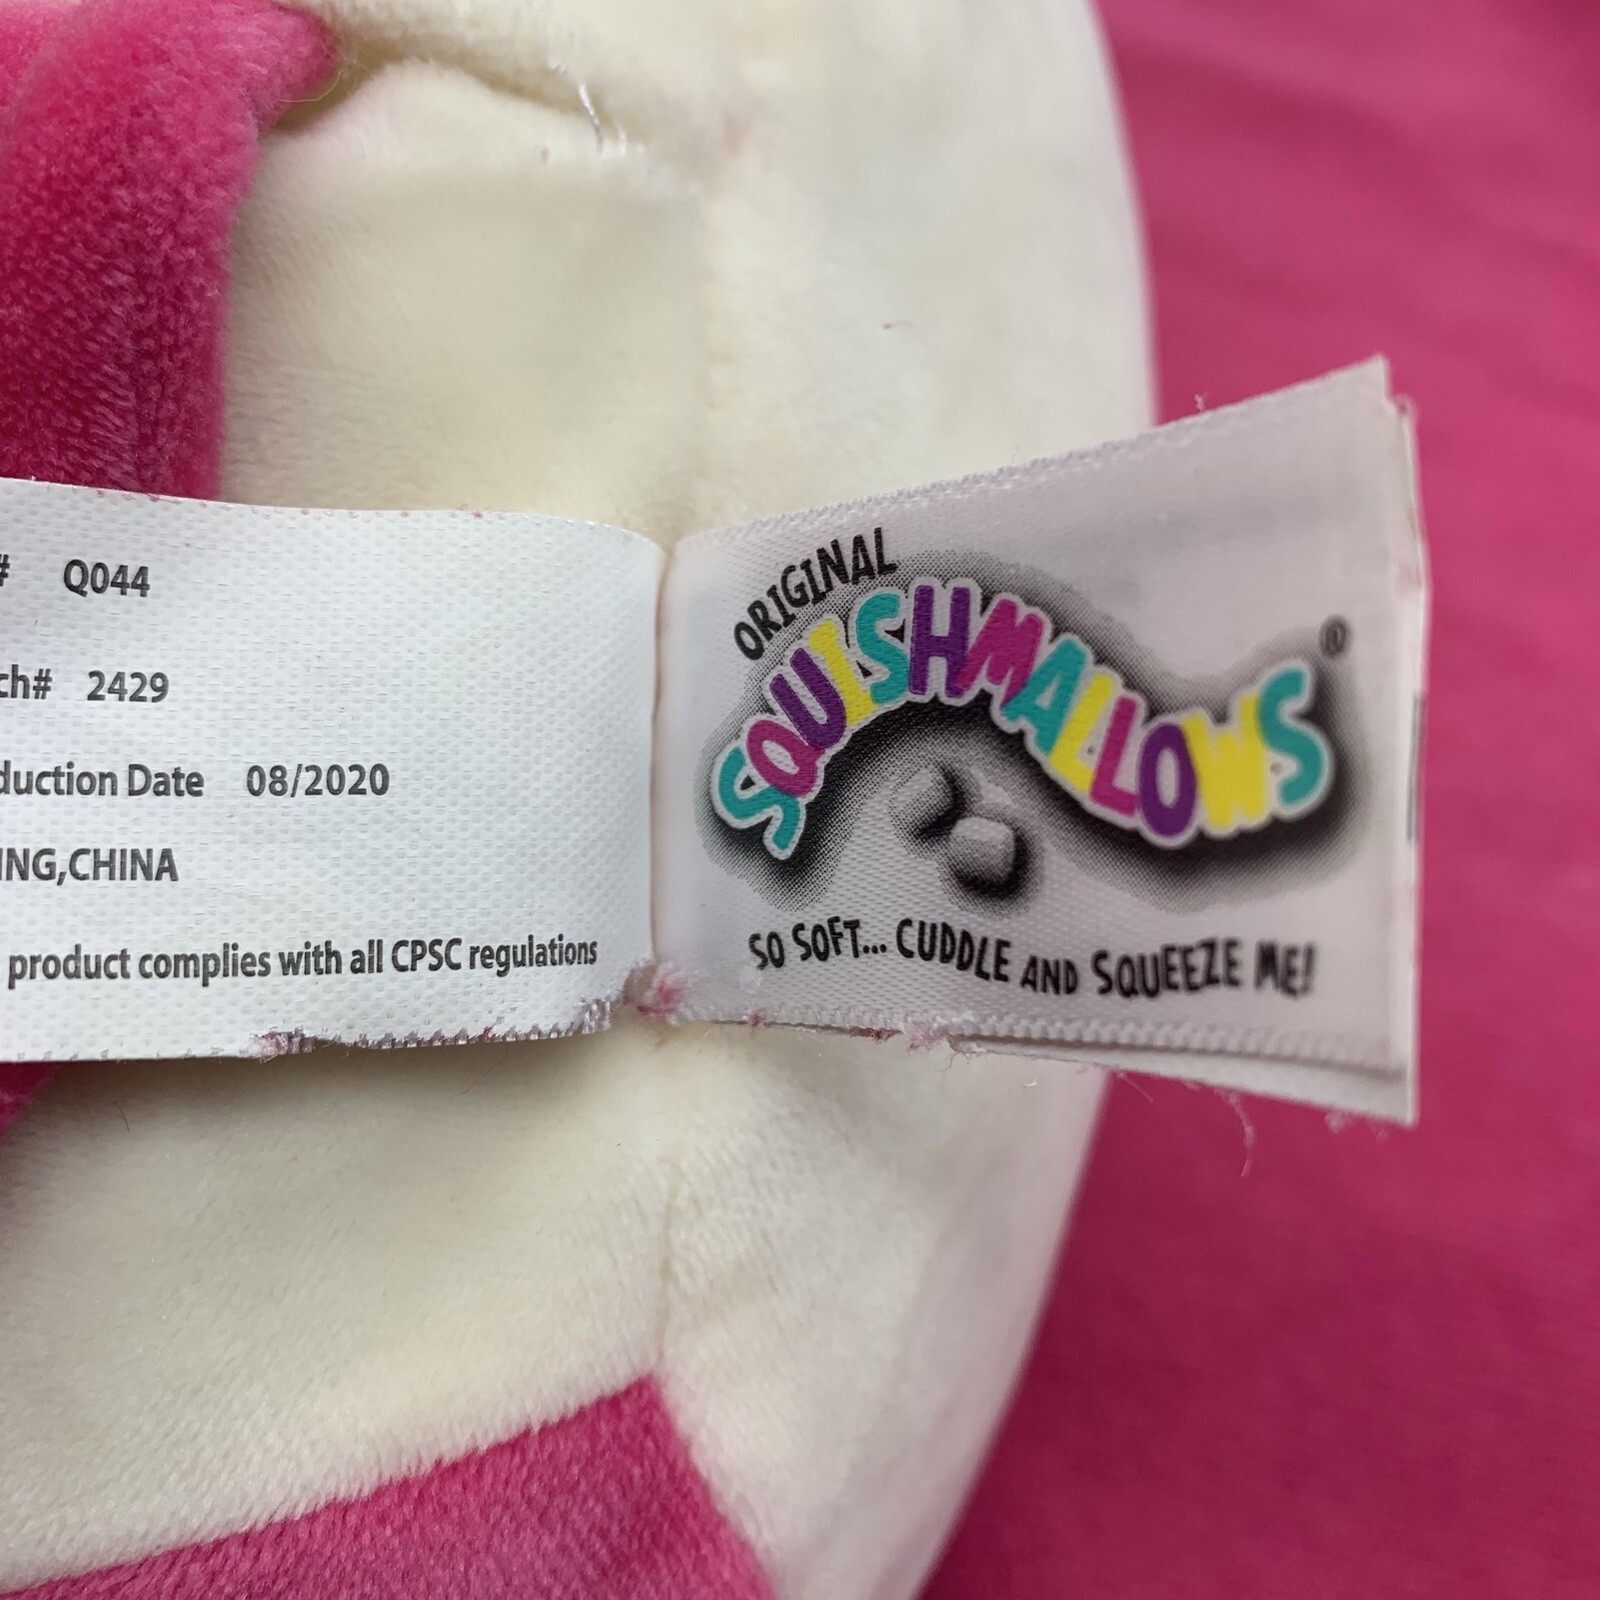 # Q044
ch# 2429
duction Date 08/2020
ING,CHINA
product complies with all CPSC regulations
ORIGINAL
SQUISHMALLOWS®
SO SOFT... CUDDLE AND SQUEEZE ME!